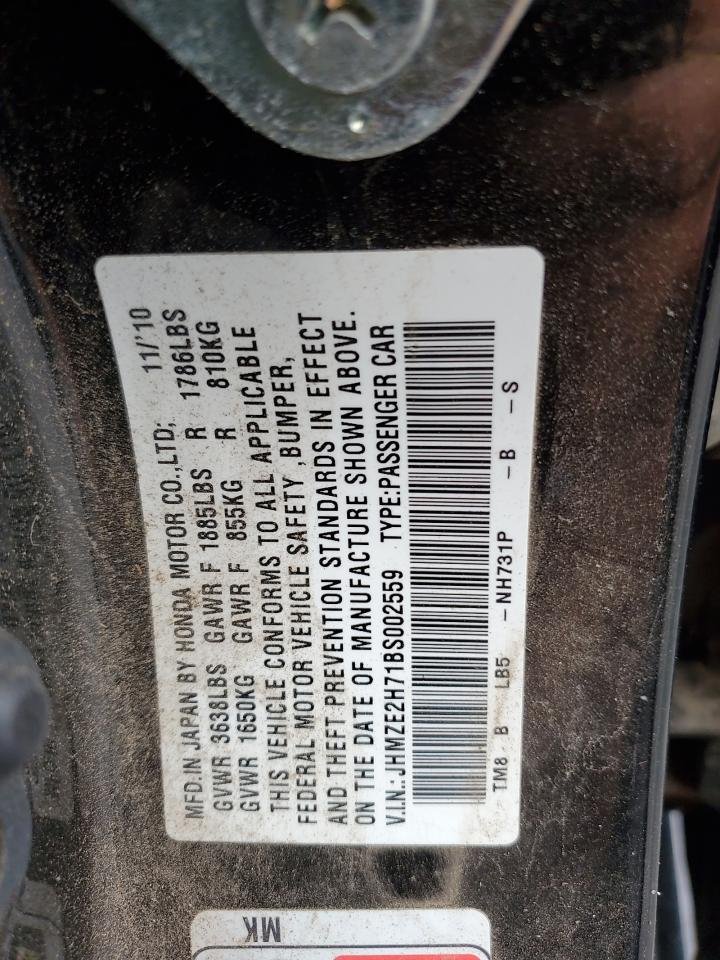 MFD.IN JAPAN BY HONDA MOTOR CO.,LTD; 11/'10
GVWR 3638LBS GAWR F 1885LBS R 1786LBS
GVWR 1650KG GAWR F 855KG R 810KG
THIS VEHICLE CONFORMS TO ALL APPLICABLE
FEDERAL MOTOR VEHICLE SAFETY ,BUMPER,
AND THEFT PREVENTION STANDARDS IN EFFECT
ON THE DATE OF MANUFACTURE SHOWN ABOVE.
V.I.N.:JHMZE2H71BS002559 TYPE:PASSENGER CAR
TM8 B LB5 -NH731P -B -S
MK